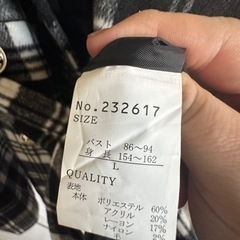 No.232617
SIZE
バスト 86~94
身長 154~162
L
QUALITY
表地
本体 ポリエステル 60%
アクリル 20%
レーヨン 17%
ナイロン 2%